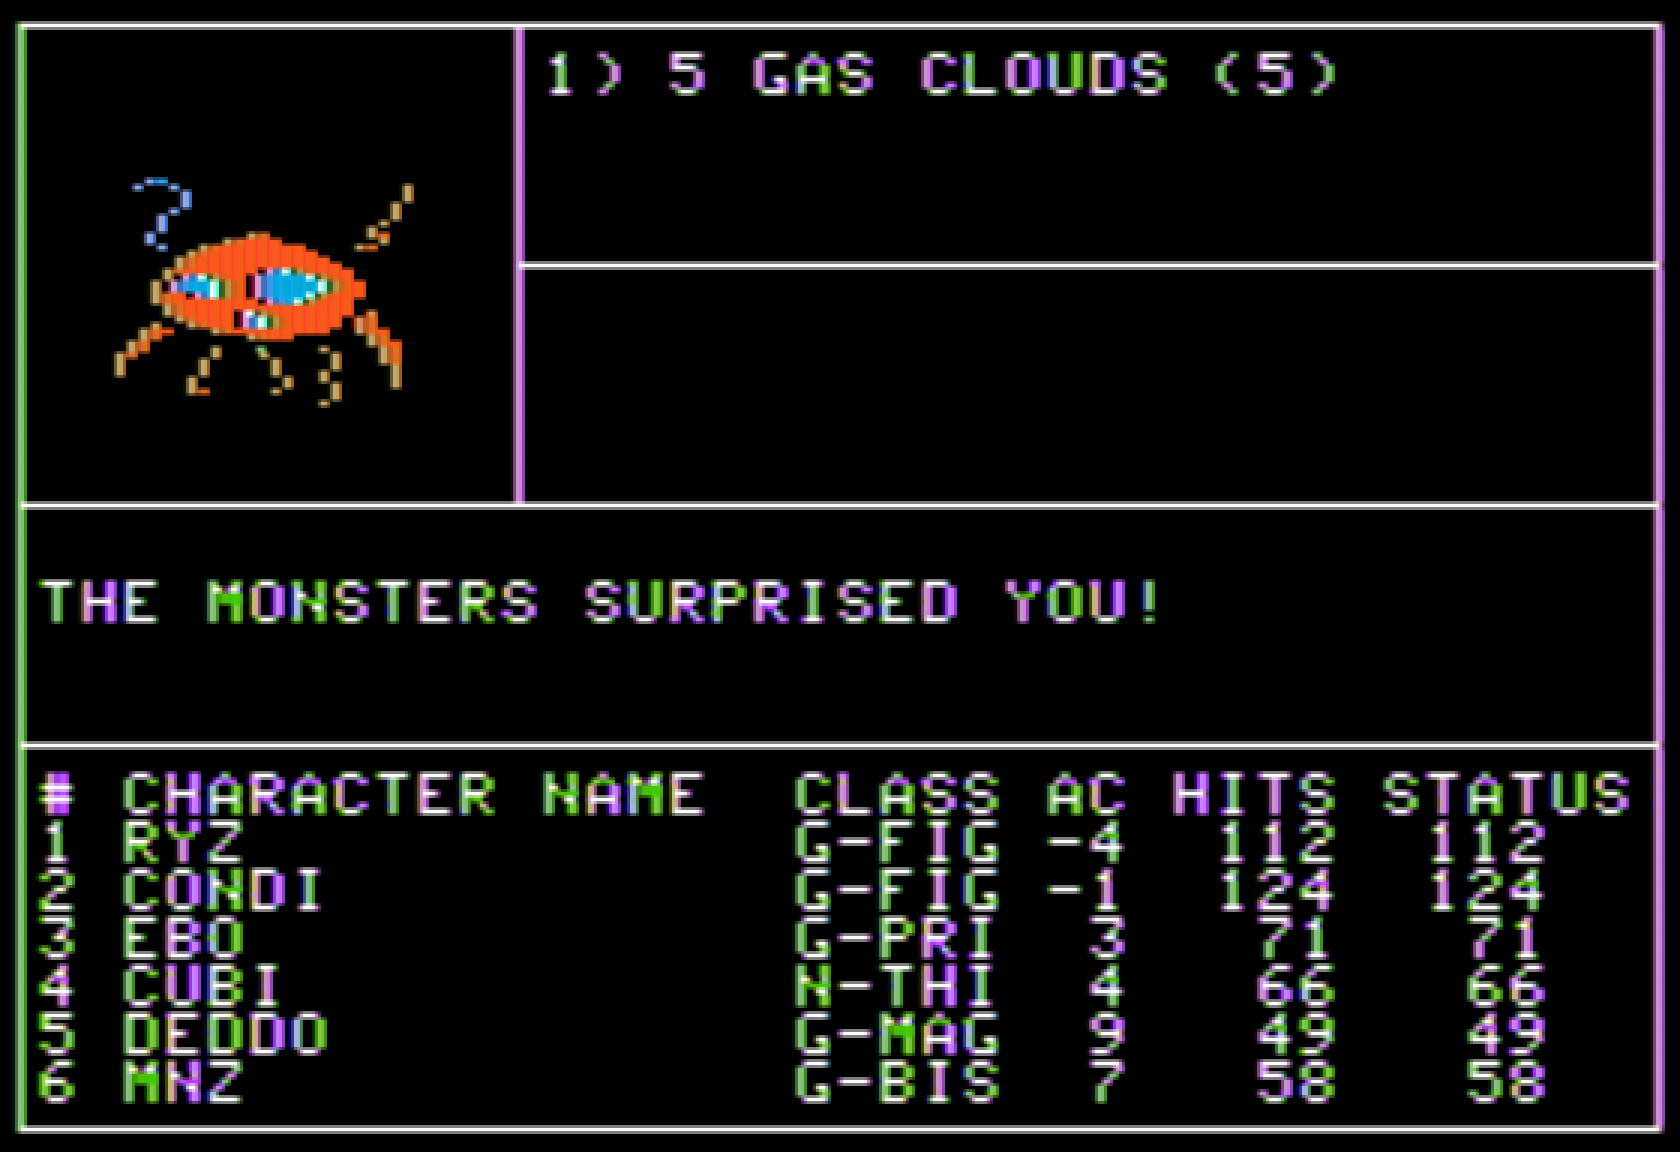 1) 5 GAS CLOUDS (5)
THE MONSTERS SURPRISED YOU!
# CHARACTER NAME CLASS AC HITS STATUS
1 RYZ G-FIG -4 112 112
2 CONDI G-FIG -1 124 124
3 EBO G-PRI 3 71 71
4 CUBI N-THI 4 66 66
5 DEDDO G-MAG 9 49 49
6 MNZ G-BIS 7 58 58